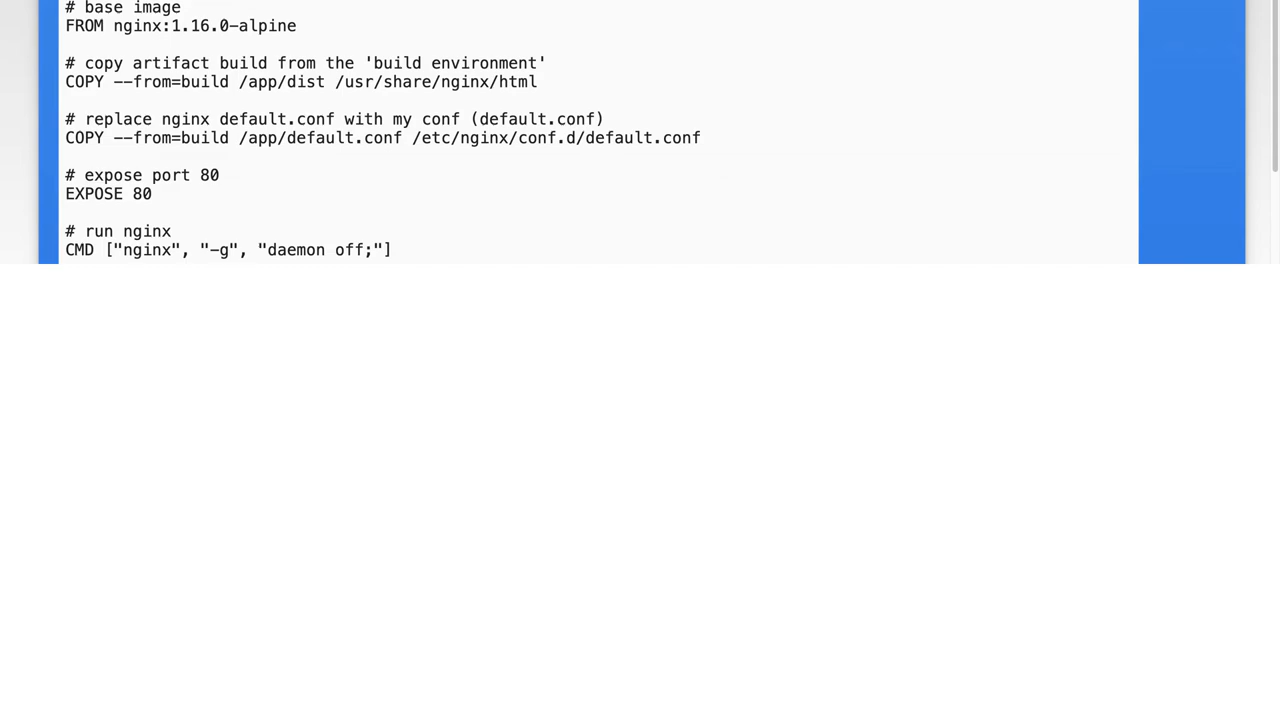 # base image
FROM nginx:1.16.0-alpine
# copy artifact build from the 'build environment'
COPY --from=build /app/dist /usr/share/nginx/html
# replace nginx default.conf with my conf (default.conf)
COPY --from=build /app/default.conf /etc/nginx/conf.d/default.conf
# expose port 80
EXPOSE 80
# run nginx
CMD ["nginx", "-g", "daemon off;"]